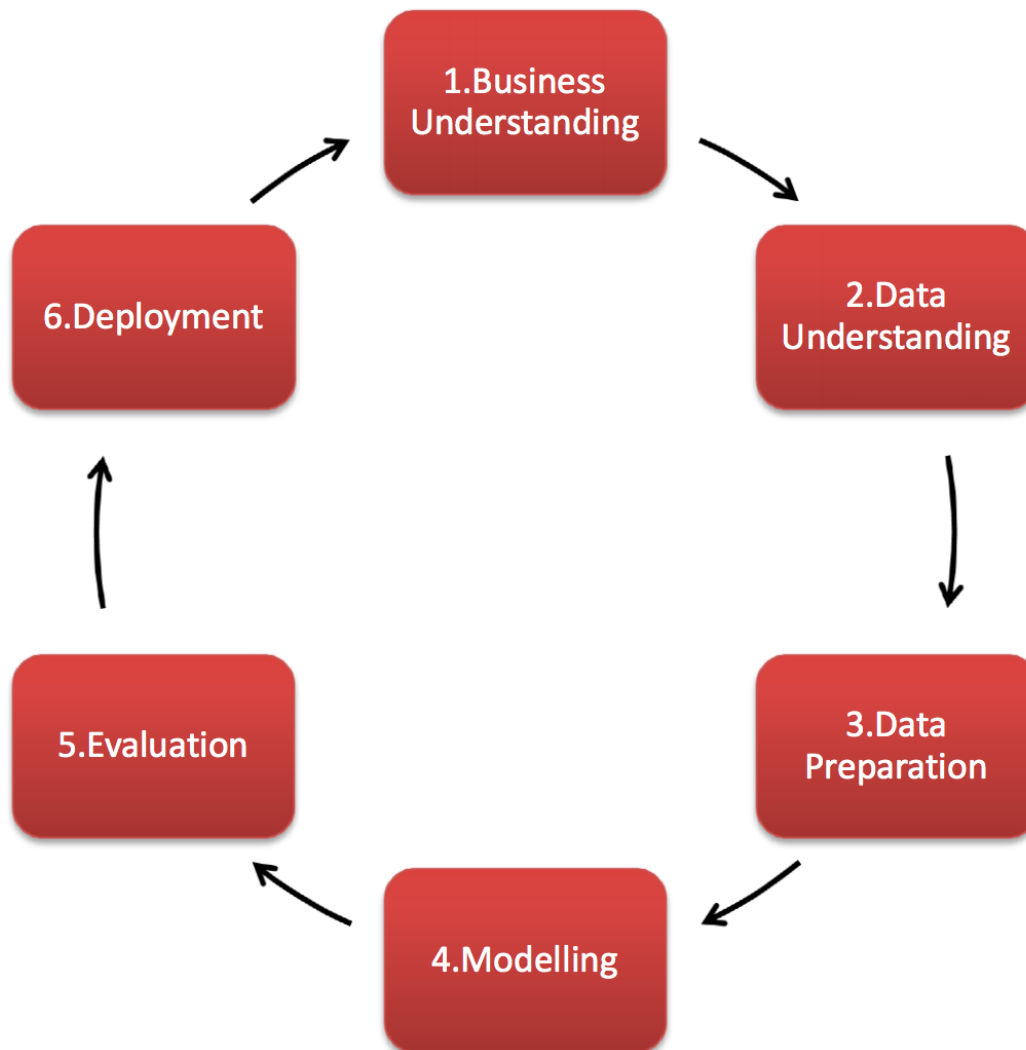 1.Business
Understanding
2.Data
Understanding
3.Data
Preparation
4.Modelling
5.Evaluation
6.Deployment